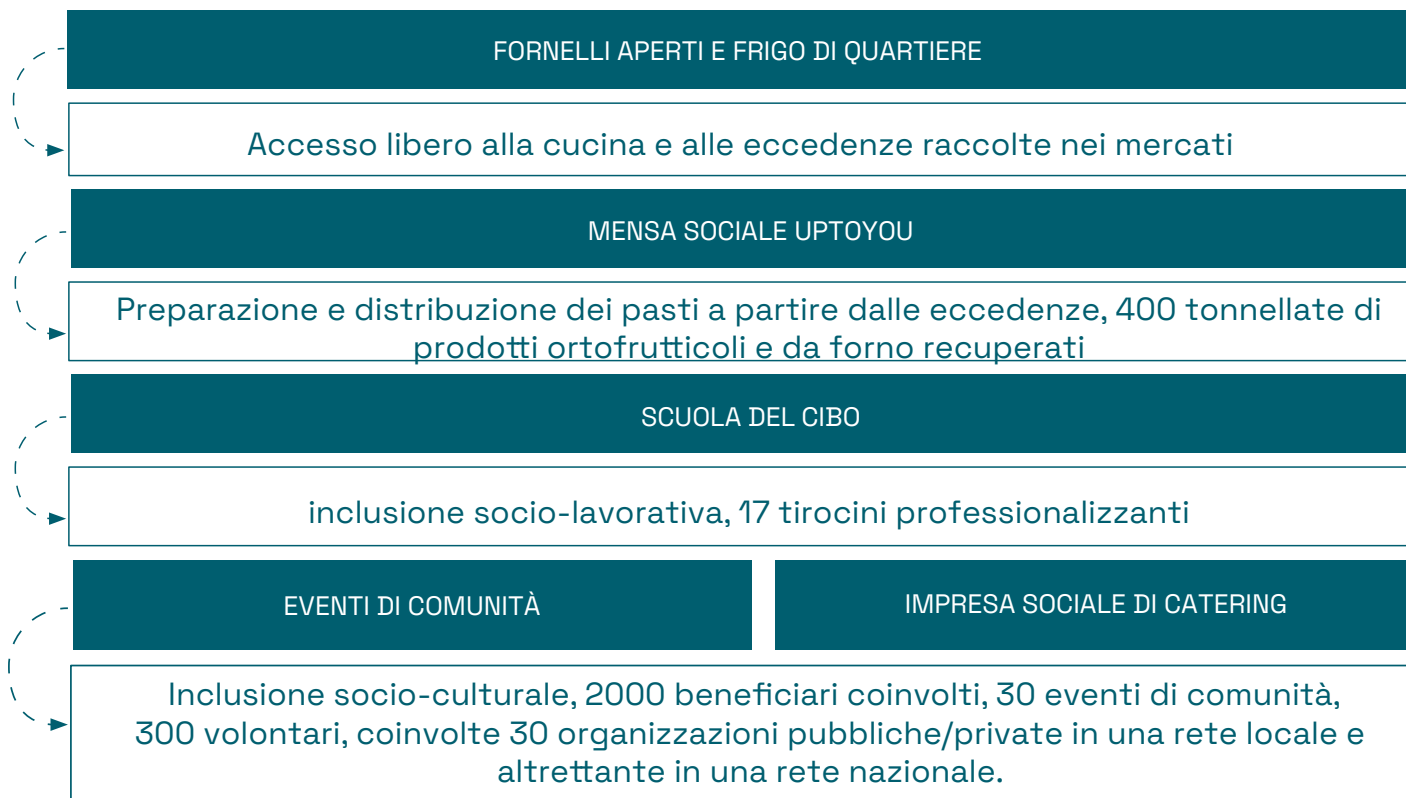 FORNELLI APERTI E FRIGO DI QUARTIERE
Accesso libero alla cucina e alle eccedenze raccolte nei mercati
MENSA SOCIALE UPTOYOU
Preparazione e distribuzione dei pasti a partire dalle eccedenze, 400 tonnellate di
prodotti ortofrutticoli e da forno recuperati
SCUOLA DEL CIBO
inclusione socio-lavorativa, 17 tirocini professionalizzanti
EVENTI DI COMUNITÀ
IMPRESA SOCIALE DI CATERING
Inclusione socio-culturale, 2000 beneficiari coinvolti, 30 eventi di comunità,
300 volontari, coinvolte 30 organizzazioni pubbliche/private in una rete locale e
altrettante in una rete nazionale.